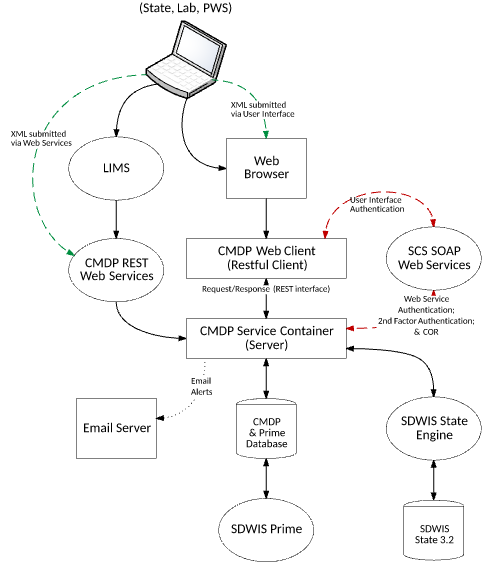 (State, Lab, PWS)
XML submitted
via User Interface
XML submitted
via Web Services
LIMS
Web
Browser
User Interface
Authentication
CMDP REST
Web Services
CMDP Web Client
(Restful Client)
SCS SOAP
Web Services
Request/Response (REST interface)
Web Service
Authentication;
2nd Factor Authentication;
& COR
CMDP Service Container
(Server)
Email
Alerts
Email Server
CMDP
& Prime
Database
SDWIS State
Engine
SDWIS Prime
SDWIS
State 3.2